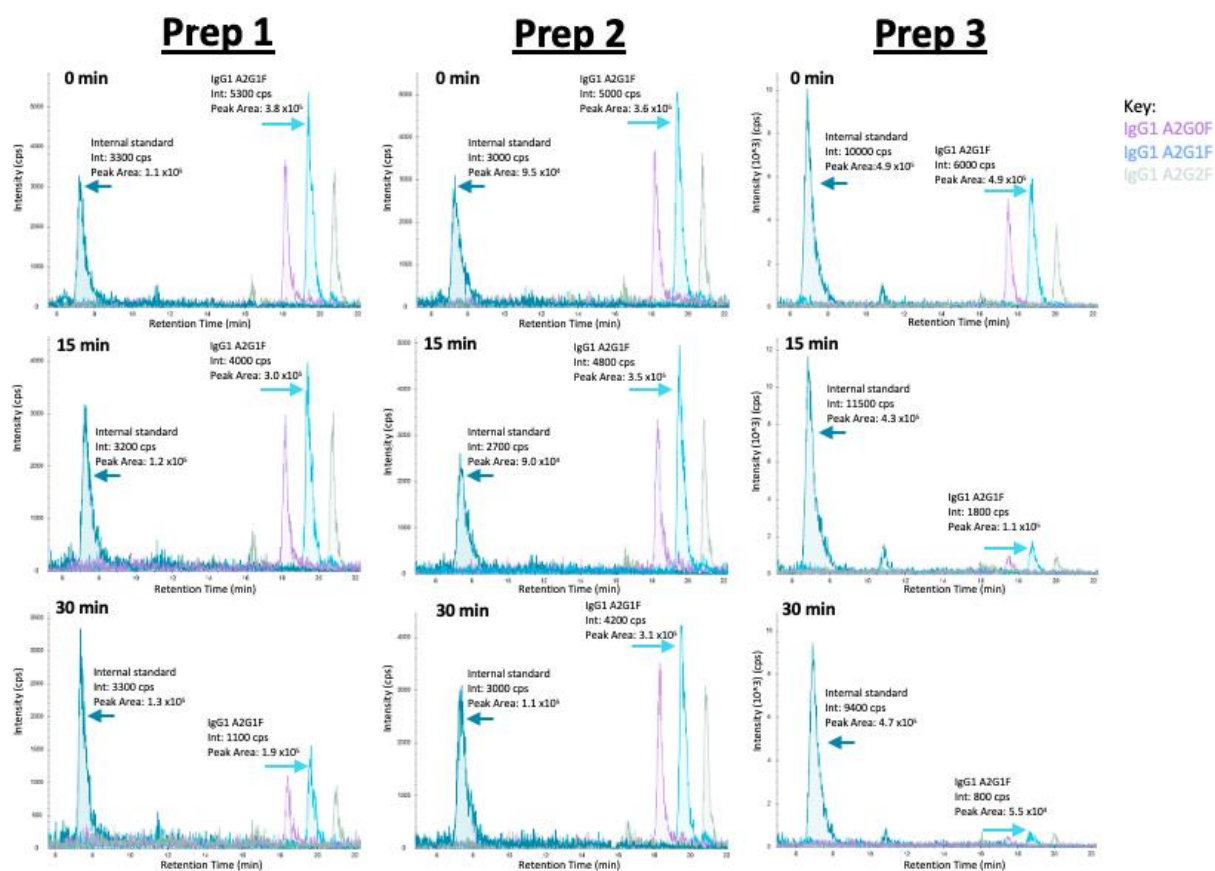 Prep 1
Prep 2
Prep 3
0 min
IgG1 A2G1F
Int: 5300 cps
Peak Area: 3.8 x10⁵
Internal standard
Int: 3300 cps
Peak Area: 1.1 x10⁵
Intensity (cps)
Retention Time (min)
0 min
IgG1 A2G1F
Int: 5000 cps
Peak Area: 3.6 x10⁵
Internal standard
Int: 3000 cps
Peak Area: 9.5 x10⁴
Intensity (cps)
Retention Time (min)
0 min
Internal standard
Int: 10000 cps
Peak Area:4.9 x10⁵
IgG1 A2G1F
Int: 6000 cps
Peak Area: 4.9 x10⁵
Intensity (10^3) (cps)
Retention Time (min)
Key:
IgG1 A2G0F
IgG1 A2G1F
IgG1 A2G2F
15 min
IgG1 A2G1F
Int: 4000 cps
Peak Area: 3.0 x10⁵
Internal standard
Int: 3200 cps
Peak Area: 1.2 x10⁵
Intensity (cps)
Retention Time (min)
15 min
IgG1 A2G1F
Int: 4800 cps
Peak Area: 3.5 x10⁵
Internal standard
Int: 2700 cps
Peak Area: 9.0 x10⁴
Intensity (cps)
Retention Time (min)
15 min
Internal standard
Int: 11500 cps
Peak Area: 4.3 x10⁵
IgG1 A2G1F
Int: 1800 cps
Peak Area: 1.1 x10⁵
Intensity (10^3) (cps)
Retention Time (min)
30 min
Internal standard
Int: 3300 cps
Peak Area: 1.3 x10⁵
IgG1 A2G1F
Int: 1100 cps
Peak Area: 1.9 x10⁵
Intensity (cps)
Retention Time (min)
30 min
IgG1 A2G1F
Int: 4200 cps
Peak Area: 3.1 x10⁵
Internal standard
Int: 3000 cps
Peak Area: 1.1 x10⁵
Intensity (cps)
Retention Time (min)
30 min
Internal standard
Int: 9400 cps
Peak Area: 4.7 x10⁵
IgG1 A2G1F
Int: 800 cps
Peak Area: 5.5 x10⁴
Intensity (10^3) (cps)
Retention Time (min)